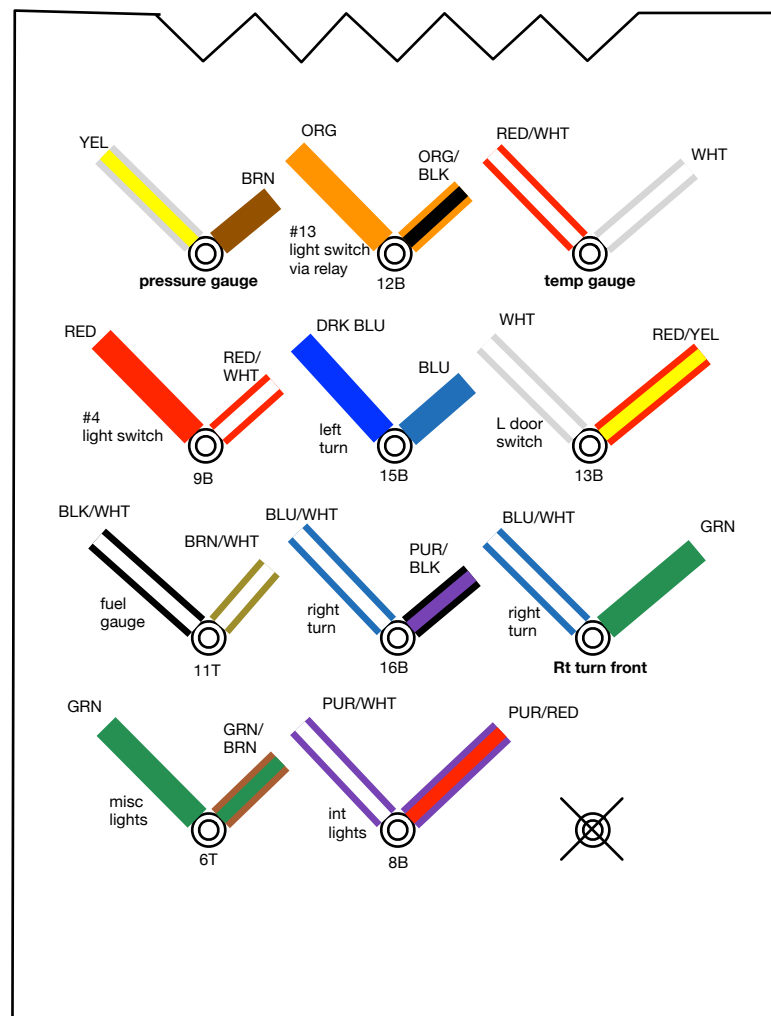 YEL
BRN
pressure gauge
ORG
ORG/
BLK
#13
light switch
via relay
12B
RED/WHT
WHT
temp gauge
RED
RED/
WHT
#4
light switch
9B
DRK BLU
BLU
left
turn
15B
WHT
RED/YEL
L door
switch
13B
BLK/WHT
BRN/WHT
fuel
gauge
11T
BLU/WHT
PUR/
BLK
right
turn
16B
BLU/WHT
GRN
right
turn
Rt turn front
GRN
GRN/
BRN
misc
lights
6T
PUR/WHT
PUR/RED
int
lights
8B